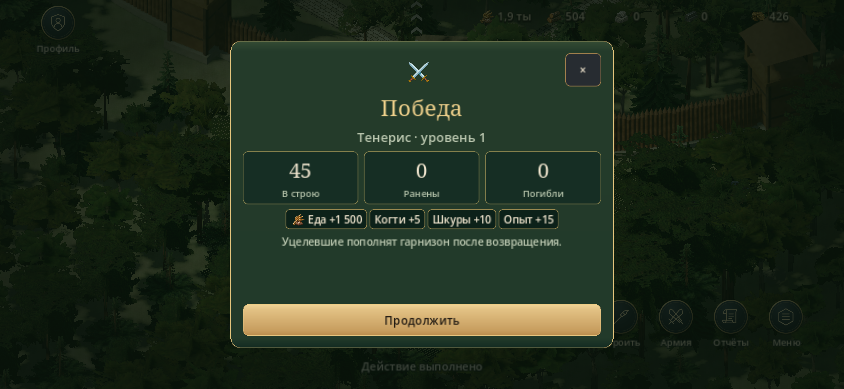 1,9 ты 504 0 0 426
Профиль
×
Победа
Тенерис · уровень 1
45 0 0
В строю Ранены Погибли
Еда +1 500 Когти +5 Шкуры +10 Опыт +15
Уцелевшие пополнят гарнизон после возвращения.
Продолжить
роить Армия Отчёты Меню
Действие выполнено